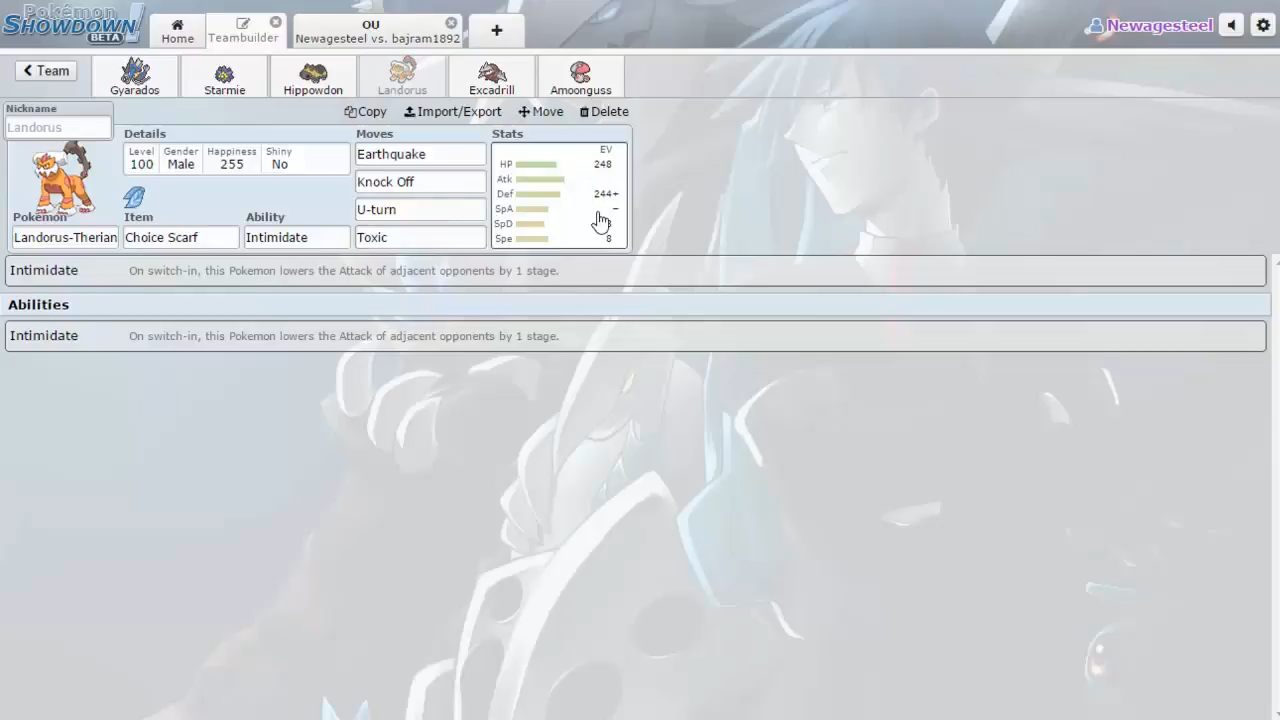 Pokémon
SHOWDOWN
BETA
Home
Teambuilder
OU
Newagesteel vs. bajram1892
+
Newagesteel
Team
Gyarados
Starmie
Hippowdon
Landorus
Excadrill
Amoonguss
Copy
Import/Export
Move
Delete
Nickname
Landorus
Details
Level
100
Gender
Male
Happiness
255
Shiny
No
Pokémon
Landorus-Therian
Item
Choice Scarf
Ability
Intimidate
Moves
Earthquake
Knock Off
U-turn
Toxic
Stats
EV
HP 248
Atk
Def 244+
SpA −
SpD
Spe 8
Intimidate On switch-in, this Pokemon lowers the Attack of adjacent opponents by 1 stage.
Abilities
Intimidate On switch-in, this Pokemon lowers the Attack of adjacent opponents by 1 stage.